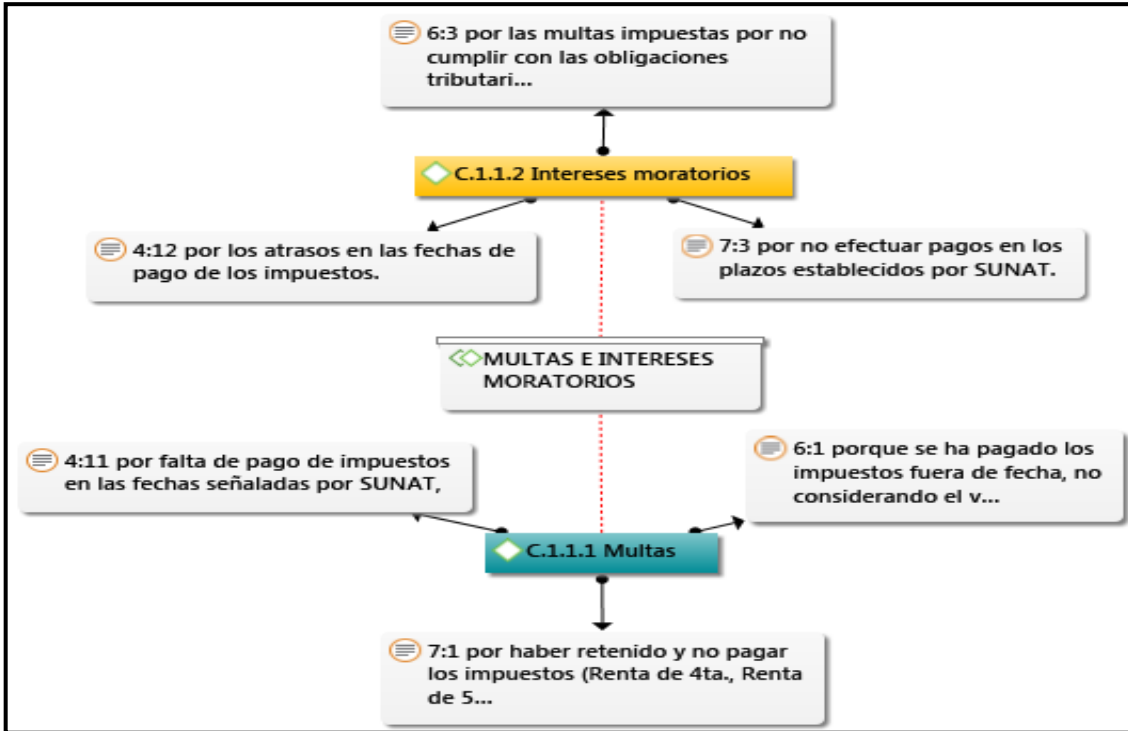 6:3 por las multas impuestas por no
cumplir con las obligaciones
tributari...
C.1.1.2 Intereses moratorios
4:12 por los atrasos en las fechas de
pago de los impuestos.
7:3 por no efectuar pagos en los
plazos establecidos por SUNAT.
MULTAS E INTERESES
MORATORIOS
4:11 por falta de pago de impuestos
en las fechas señaladas por SUNAT,
6:1 porque se ha pagado los
impuestos fuera de fecha, no
considerando el v...
C.1.1.1 Multas
7:1 por haber retenido y no pagar
los impuestos (Renta de 4ta., Renta
de 5...